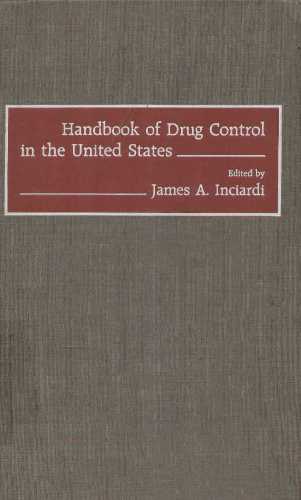 Handbook of Drug Control
in the United States
Edited by
James A. Inciardi